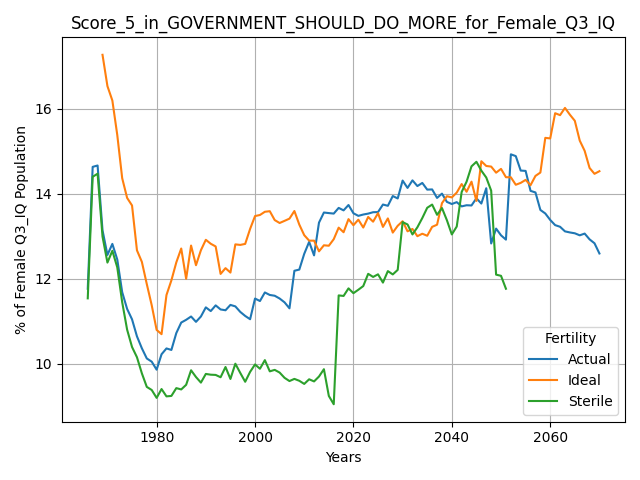 Score_5_in_GOVERNMENT_SHOULD_DO_MORE_for_Female_Q3_IQ
% of Female Q3_IQ Population
16
14
12
10
1980
2000
2020
2040
2060
Years
Fertility
Actual
Ideal
Sterile